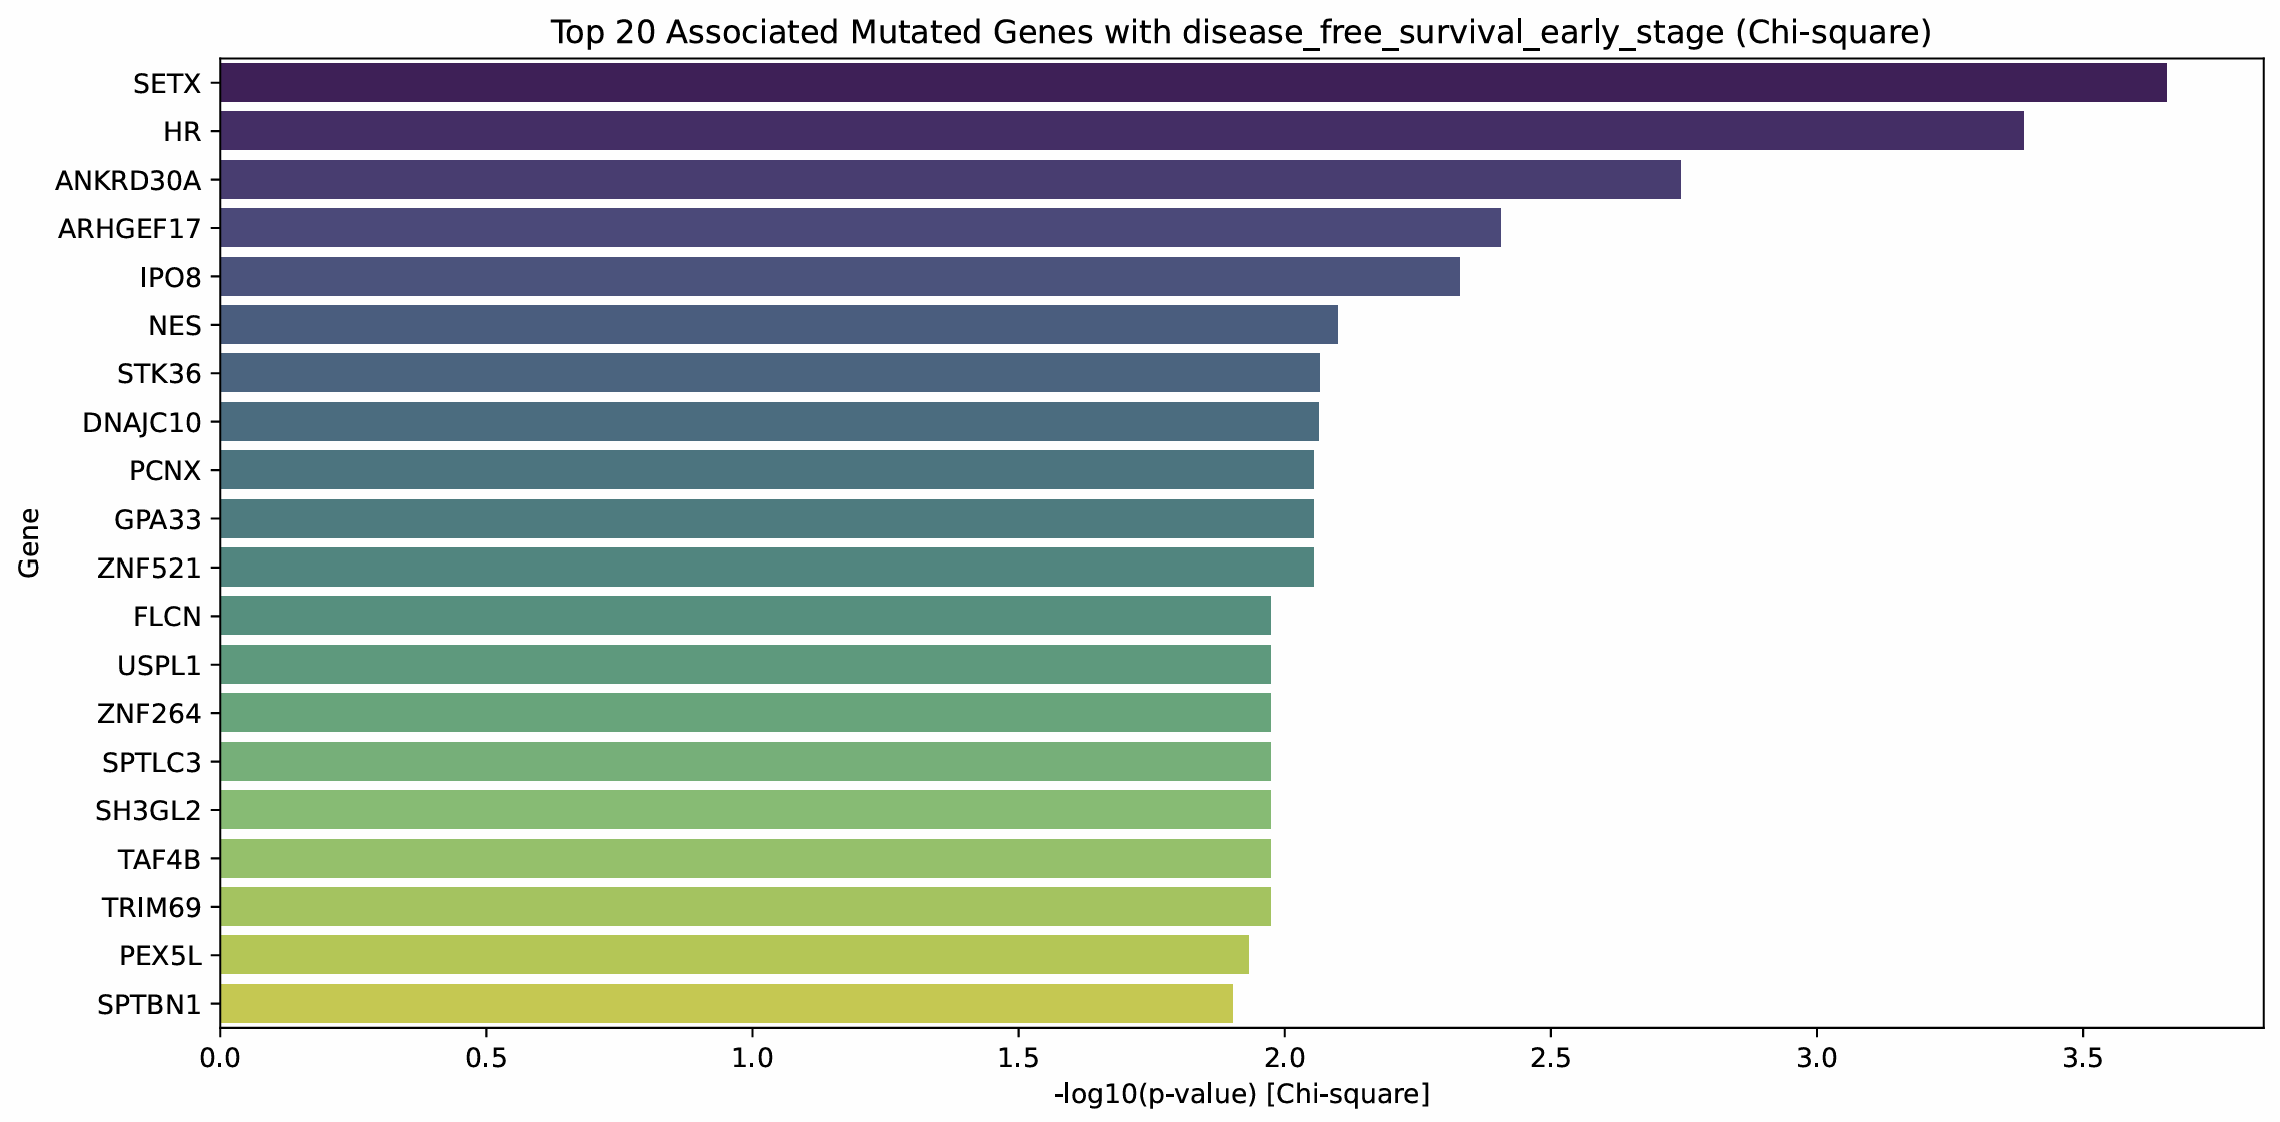 Top 20 Associated Mutated Genes with disease_free_survival_early_stage (Chi-square)
Gene
SETX
HR
ANKRD30A
ARHGEF17
IPO8
NES
STK36
DNAJC10
PCNX
GPA33
ZNF521
FLCN
USPL1
ZNF264
SPTLC3
SH3GL2
TAF4B
TRIM69
PEX5L
SPTBN1
0.0 0.5 1.0 1.5 2.0 2.5 3.0 3.5
-log10(p-value) [Chi-square]